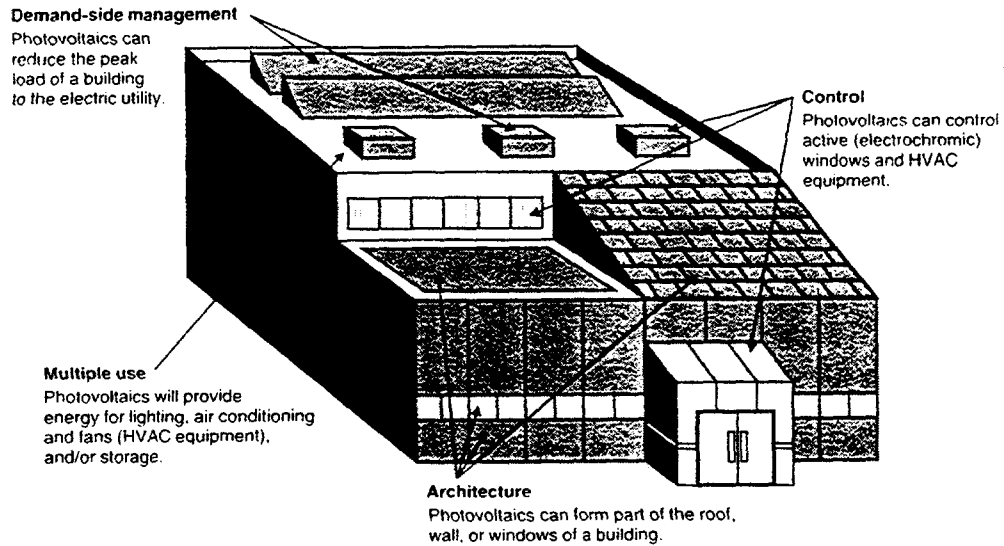 Demand-side management
Photovoltaics can
reduce the peak
load of a building
to the electric utility.
Control
Photovoltaics can control
active (electrochromic)
windows and HVAC
equipment.
Multiple use
Photovoltaics will provide
energy for lighting, air conditioning
and fans (HVAC equipment),
and/or storage.
Architecture
Photovoltaics can form part of the roof,
wall, or windows of a building.